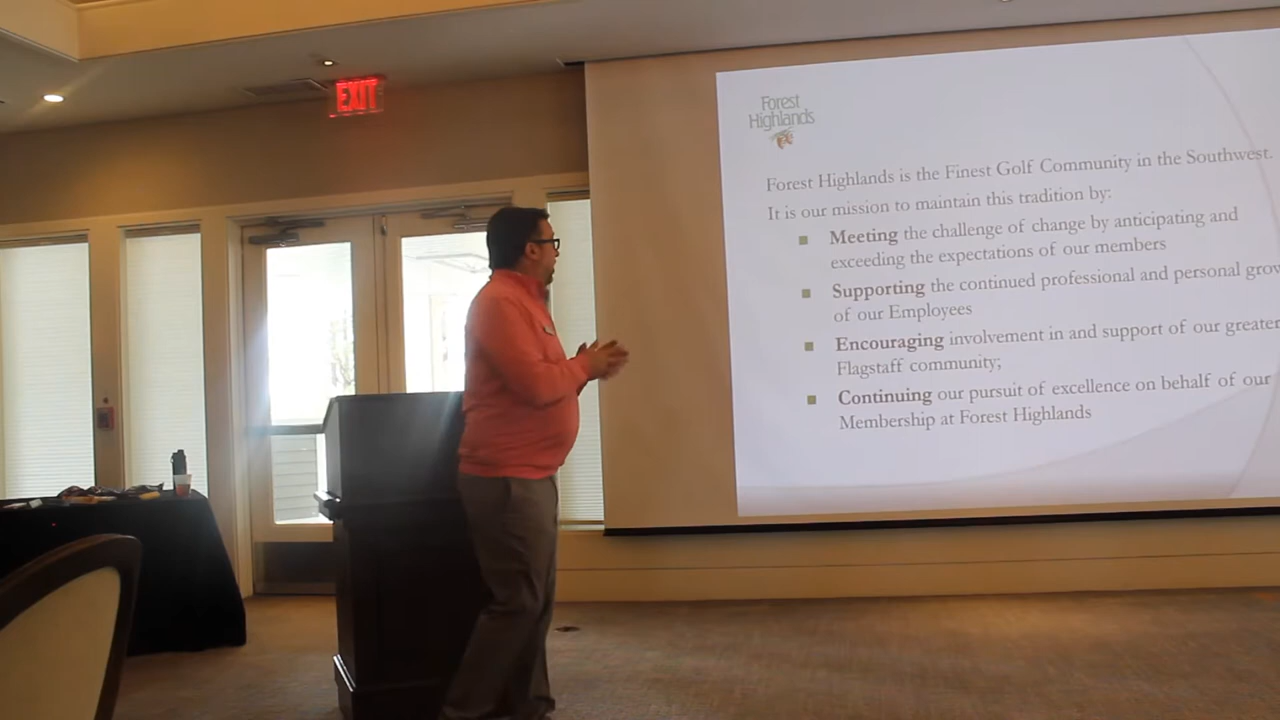 EXIT
Forest
Highlands
Forest Highlands is the Finest Golf Community in the Southwest.
It is our mission to maintain this tradition by:
Meeting the challenge of change by anticipating and
exceeding the expectations of our members
Supporting the continued professional and personal grow
of our Employees
Encouraging involvement in and support of our greater
Flagstaff community;
Continuing our pursuit of excellence on behalf of our
Membership at Forest Highlands